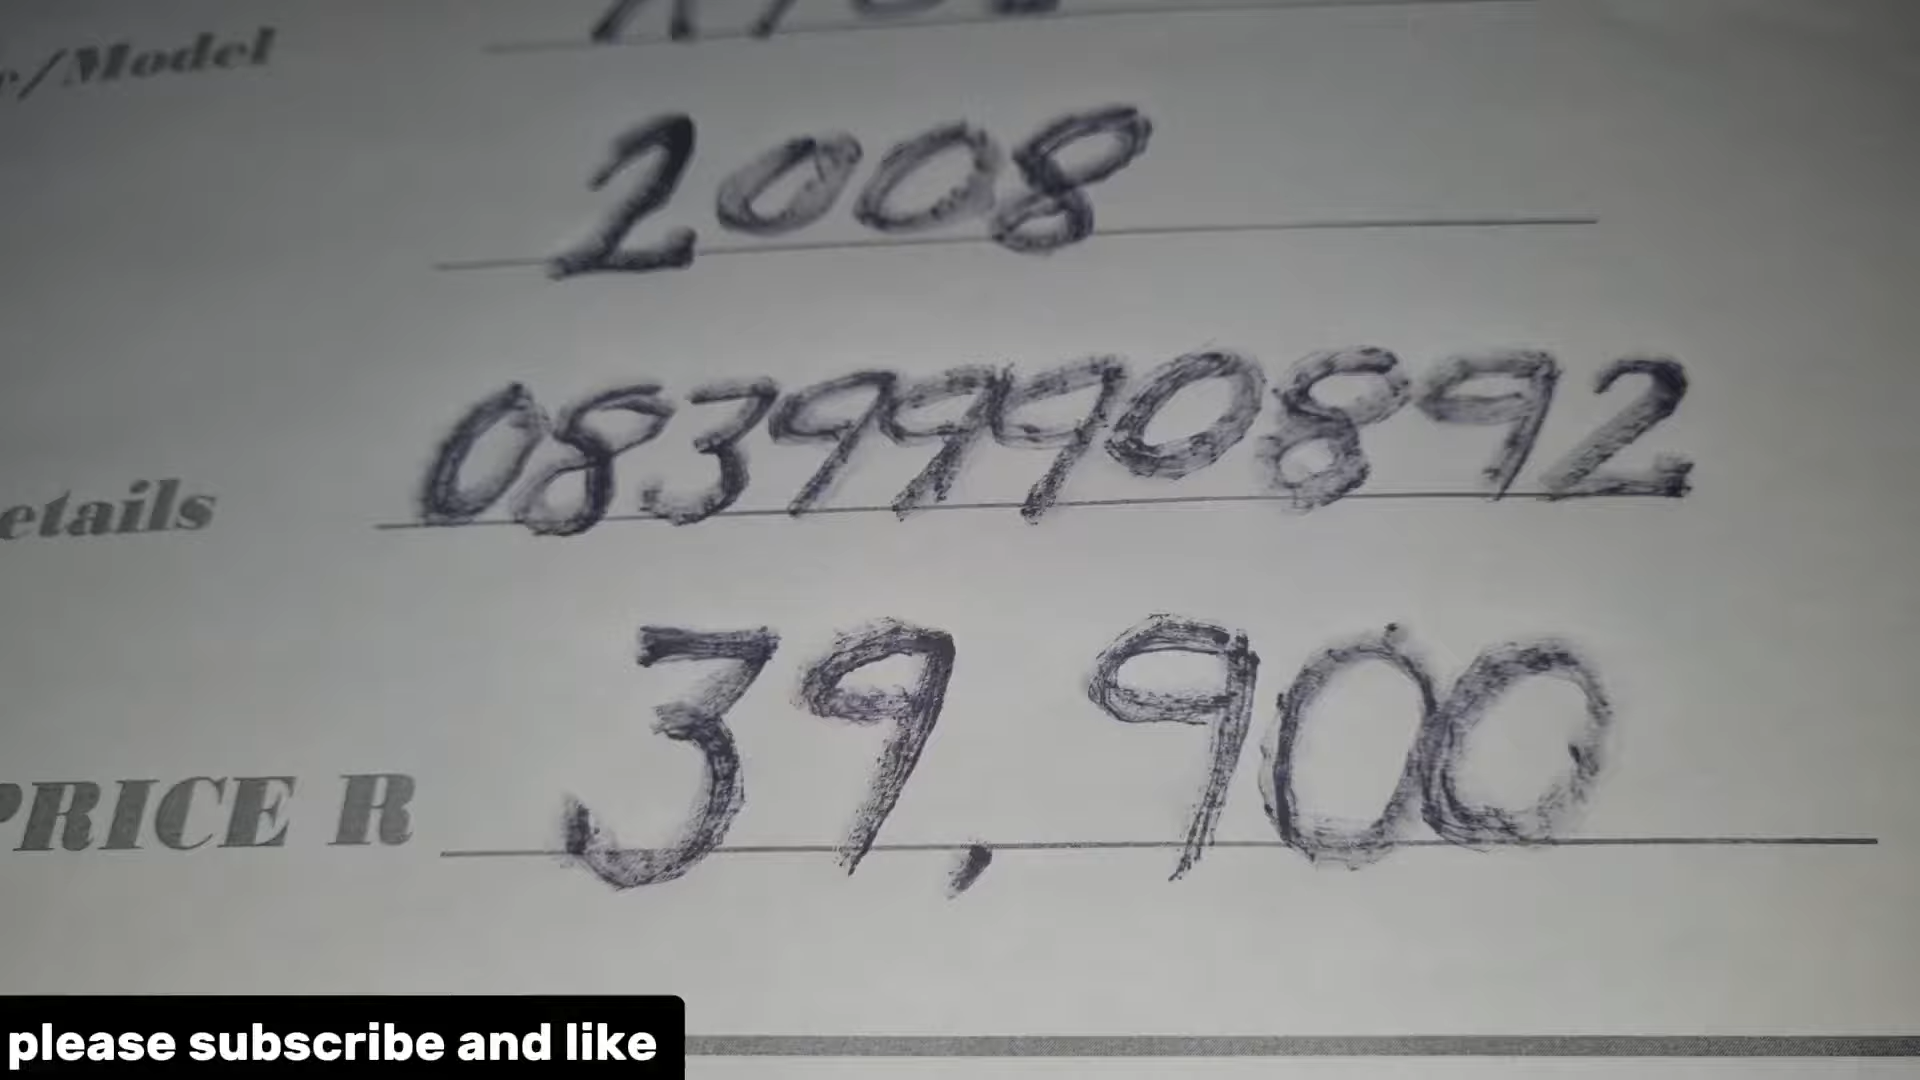 /Model
2008
etails 0839990892
PRICE R 39,900
please subscribe and like